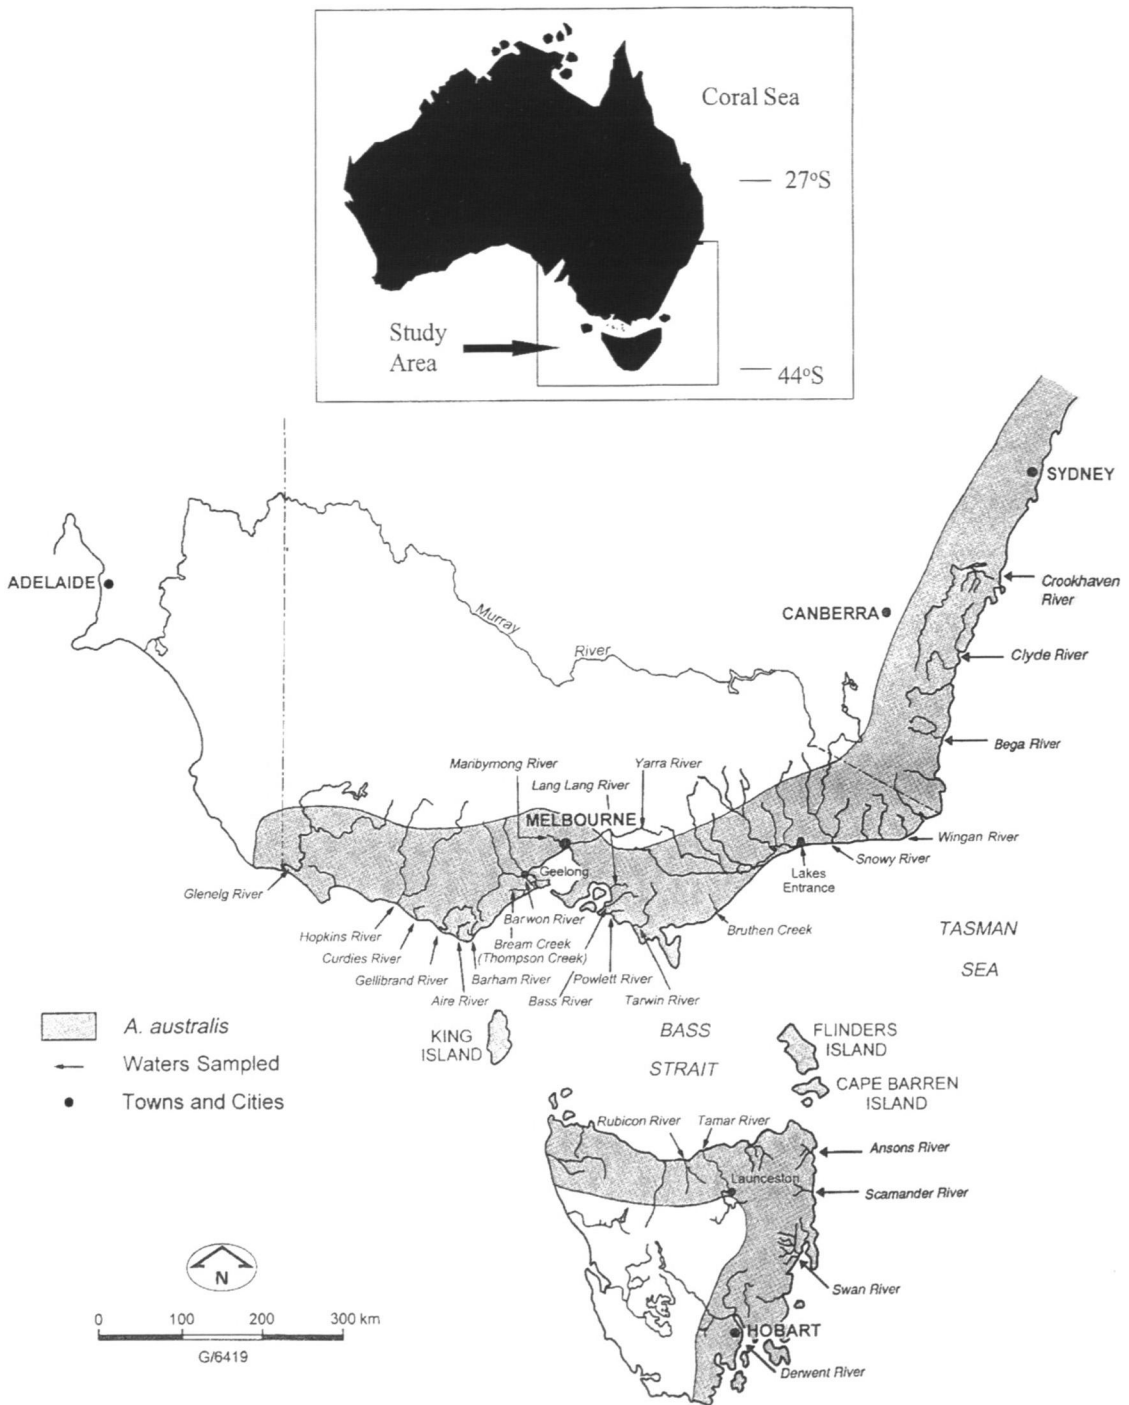 Coral Sea
27ºS
Study
Area
44ºS
SYDNEY
ADELAIDE
Crookhaven
River
CANBERRA
Murray
River
Clyde River
Bega River
Maribymong River
Yarra River
Lang Lang River
MELBOURNE
Wingan River
Snowy River
Geelong
Lakes
Entrance
Glenelg River
Barwon River
Bruthen Creek
Hopkins River
Bream Creek
(Thompson Creek)
Curdies River
Gellibrand River
Barham River
Powlett River
Aire River
Bass River
Tarwin River
TASMAN
SEA
A. australis
Waters Sampled
Towns and Cities
KING
ISLAND
BASS
STRAIT
FLINDERS
ISLAND
CAPE BARREN
ISLAND
Rubicon River
Tamar River
Ansons River
Launceston
Scamander River
Swan River
HOBART
Derwent River
N
0 100 200 300 km
G/6419